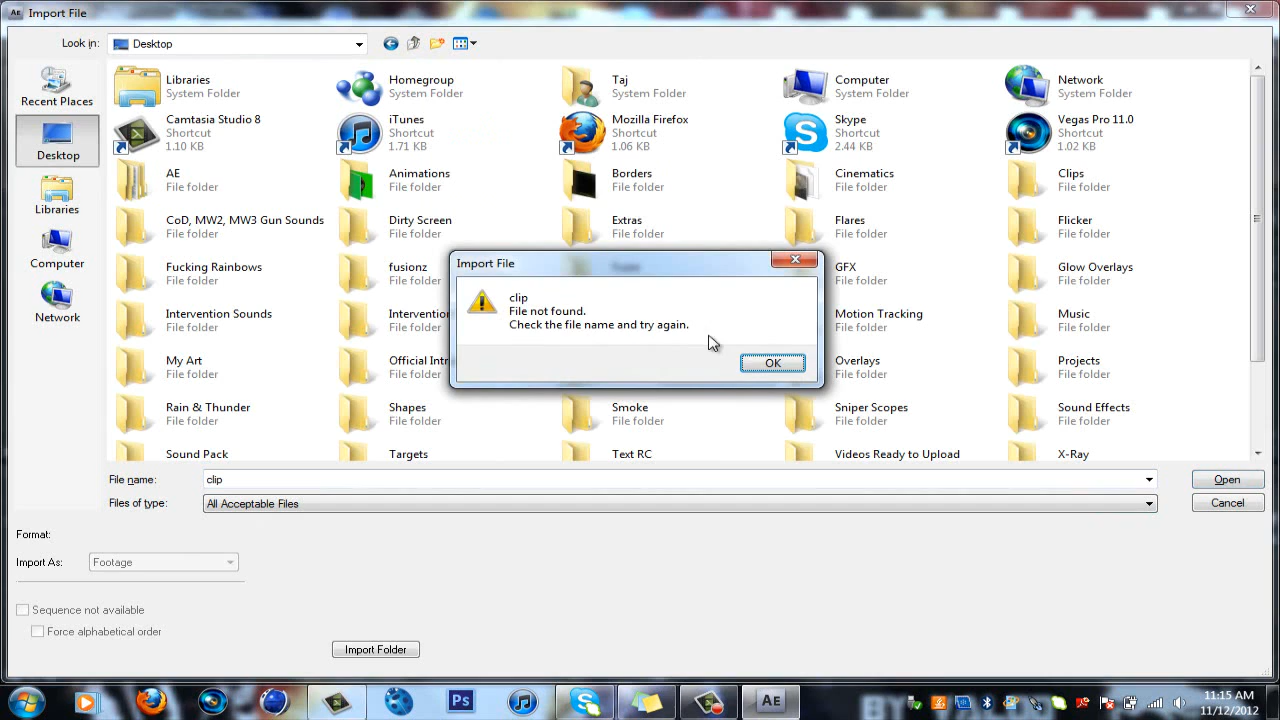 AE Import File
Look in: Desktop
Recent Places
Desktop
Libraries
Computer
Network
Libraries Homegroup Taj Computer Network
System Folder System Folder System Folder System Folder System Folder
Camtasia Studio 8 iTunes Mozilla Firefox Skype Vegas Pro 11.0
Shortcut Shortcut Shortcut Shortcut Shortcut
1.10 KB 1.71 KB 1.06 KB 2.44 KB 1.02 KB
AE Animations Borders Cinematics Clips
File folder File folder File folder File folder File folder
CoD, MW2, MW3 Gun Sounds Dirty Screen Extras Flares Flicker
File folder File folder File folder File folder File folder
Fucking Rainbows fusionz GFX Glow Overlays
File folder File folder File folder File folder
Intervention Sounds Intervention Motion Tracking Music
File folder File folder File folder File folder
My Art Official Intr Overlays Projects
File folder File folder File folder File folder
Rain & Thunder Shapes Smoke Sniper Scopes Sound Effects
File folder File folder File folder File folder File folder
Sound Pack Targets Text RC Videos Ready to Upload X-Ray
Import File
clip
File not found.
Check the file name and try again.
OK
File name: clip Open
Files of type: All Acceptable Files Cancel
Format:
Import As: Footage
Sequence not available
Force alphabetical order
Import Folder
Ps AE
11:15 AM
11/12/2012